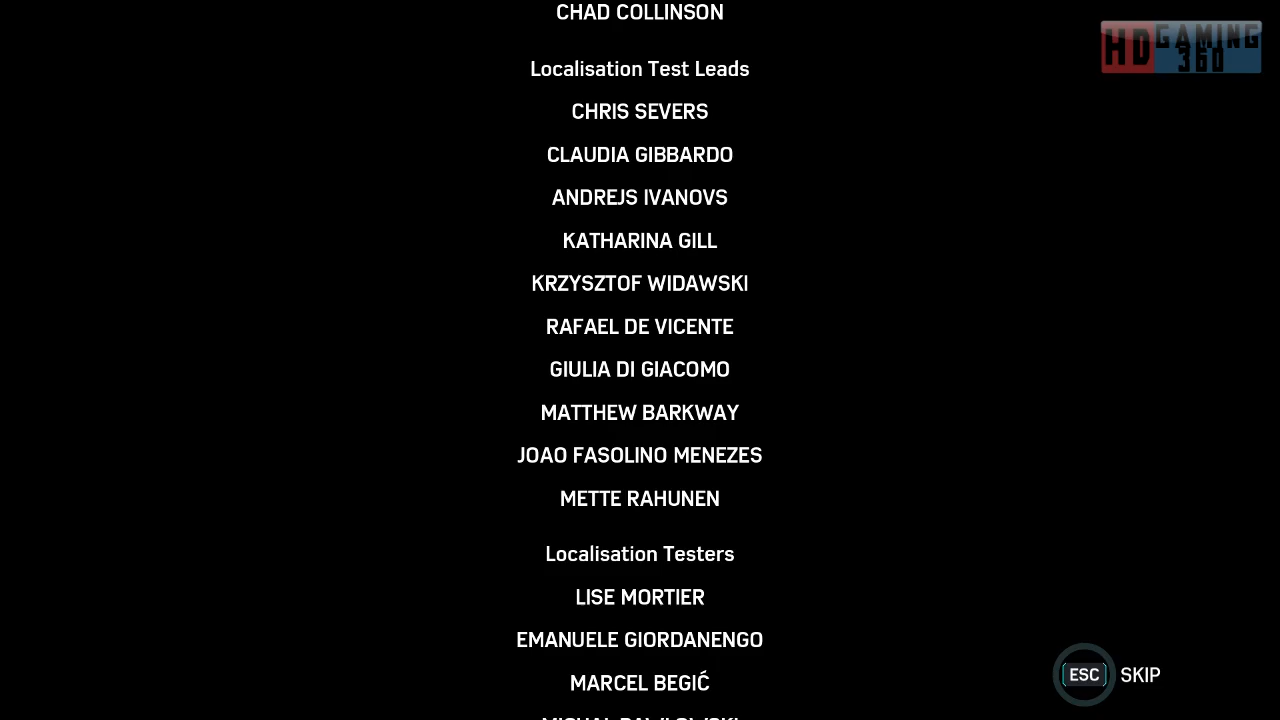 CHAD COLLINSON
HD GAMING
360
Localisation Test Leads
CHRIS SEVERS
CLAUDIA GIBBARDO
ANDREJS IVANOVS
KATHARINA GILL
KRZYSZTOF WIDAWSKI
RAFAEL DE VICENTE
GIULIA DI GIACOMO
MATTHEW BARKWAY
JOAO FASOLINO MENEZES
METTE RAHUNEN
Localisation Testers
LISE MORTIER
EMANUELE GIORDANENGO
MARCEL BEGIĆ
ESC SKIP